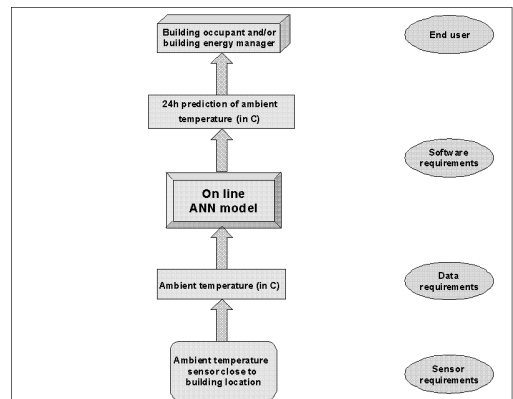 Building occupant and/or
building energy manager
End user
24h prediction of ambient
temperature (in C)
Software
requirements
On line
ANN model
Ambient temperature (in C)
Data
requirements
Ambient temperature
sensor close to
building location
Sensor
requirements